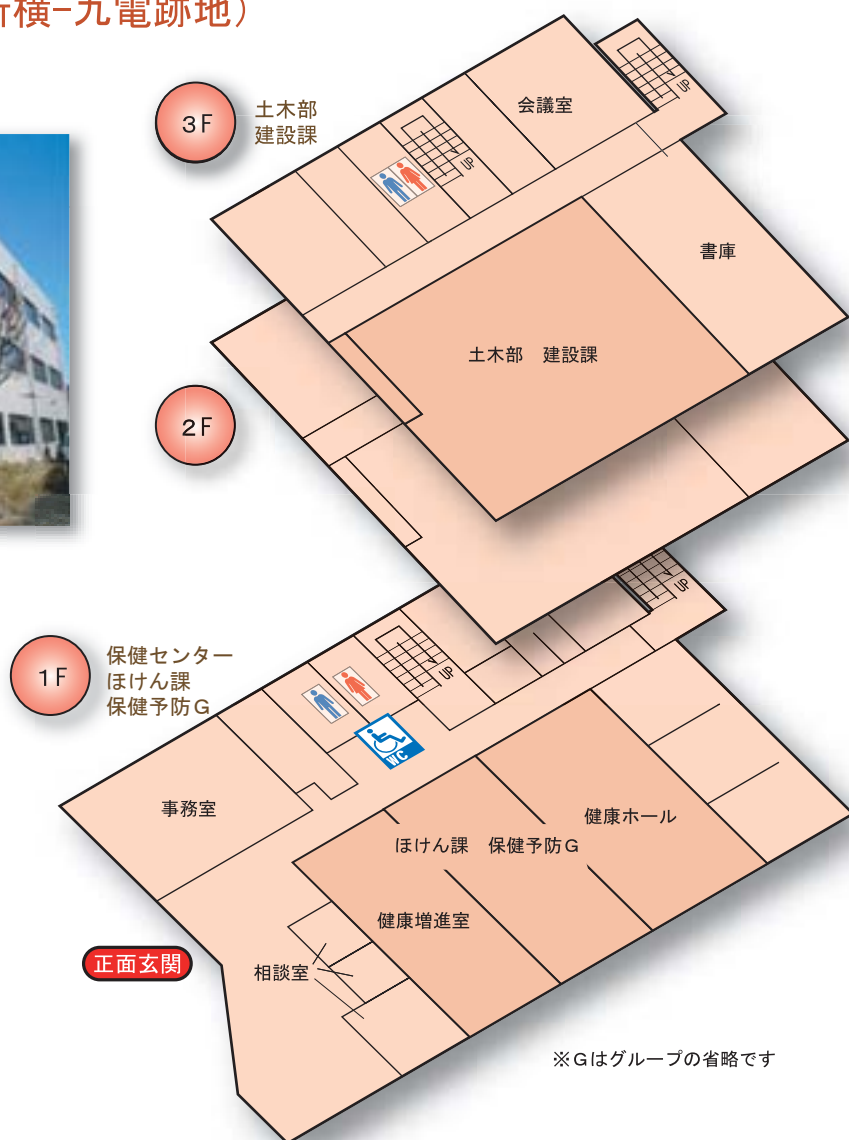 横-九電跡地）
3F
土木部
建設課
会議室
UP
UP
書庫
土木部　建設課
2F
UP
1F
保健センター
ほけん課
保健予防G
UP
WC
事務室
健康ホール
ほけん課　保健予防G
健康増進室
正面玄関
相談室
※Gはグループの省略です